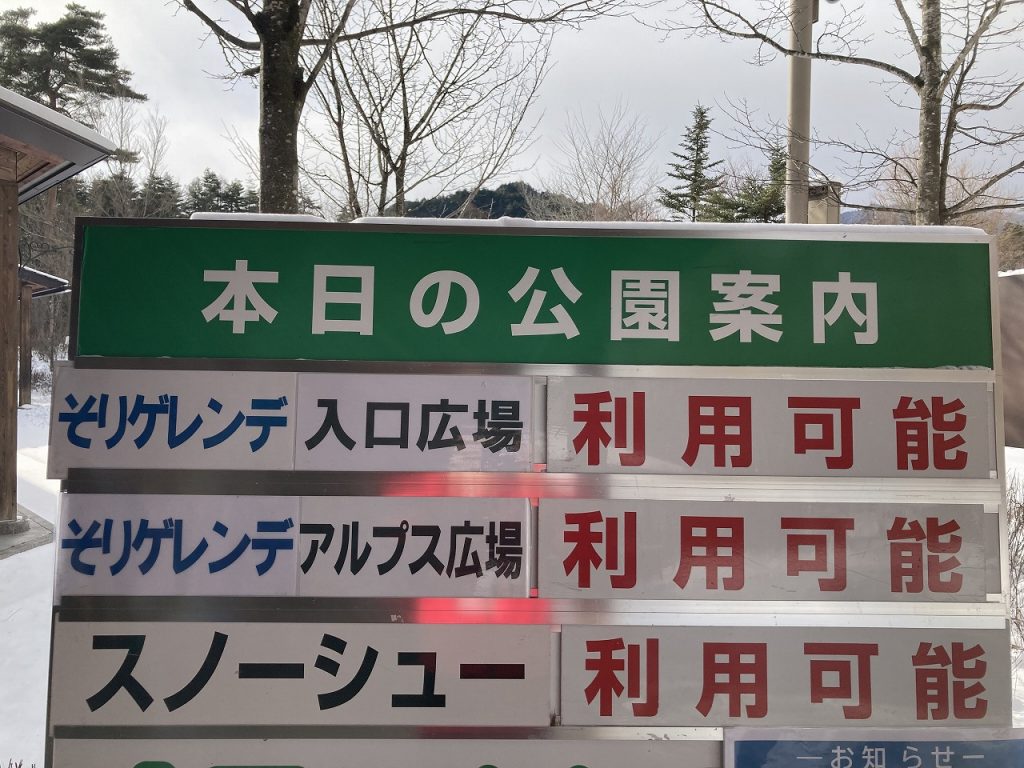 本日の公園案内
そりゲレンデ 入口広場 利用可能
そりゲレンデ アルプス広場 利用可能
スノーシュー 利用可能
―お知らせ―